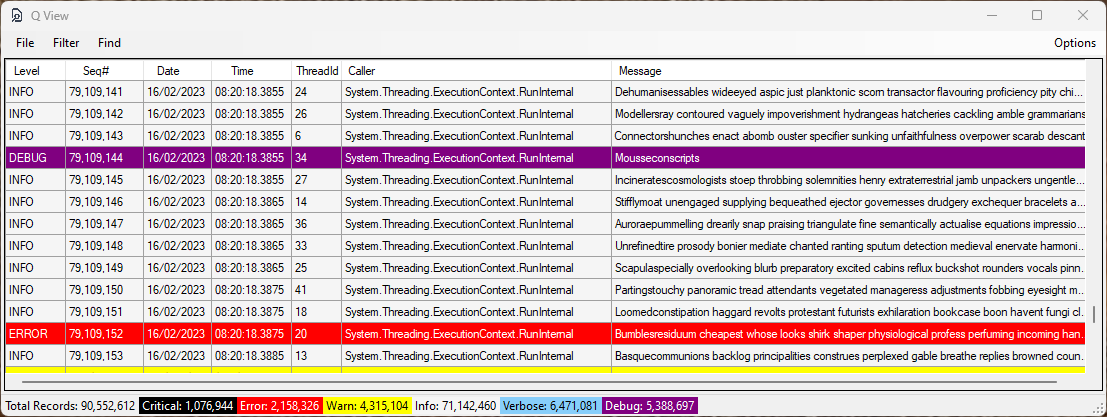 Q View
File Filter Find Options
Level Seq# Date Time ThreadId Caller Message
INFO 79,109,141 16/02/2023 08:20:18.3855 24 System.Threading.ExecutionContext.RunInternal Dehumanisessables wideeyed aspic just planktonic scorn transactor flavouring proficiency pity chi...
INFO 79,109,142 16/02/2023 08:20:18.3855 26 System.Threading.ExecutionContext.RunInternal Modellersray contoured vaguely impoverishment hydrangeas hatcheries cackling amble grammarians
INFO 79,109,143 16/02/2023 08:20:18.3855 6 System.Threading.ExecutionContext.RunInternal Connectorshunches enact abomb ouster specifier sunking unfaithfulness overpower scarab descant
DEBUG 79,109,144 16/02/2023 08:20:18.3855 34 System.Threading.ExecutionContext.RunInternal Mousseconscripts
INFO 79,109,145 16/02/2023 08:20:18.3855 27 System.Threading.ExecutionContext.RunInternal Incineratescosmologists stoep throbbing solemnities henry extraterrestrial jamb unpackers ungentle...
INFO 79,109,146 16/02/2023 08:20:18.3865 14 System.Threading.ExecutionContext.RunInternal Stifflymoat unengaged supplying bequeathed ejector governesses drudgery exchequer bracelets a...
INFO 79,109,147 16/02/2023 08:20:18.3865 36 System.Threading.ExecutionContext.RunInternal Auroraepummelling drearily snap praising triangulate fine semantically actualise equations impressio...
INFO 79,109,148 16/02/2023 08:20:18.3865 33 System.Threading.ExecutionContext.RunInternal Unrefinedtire prosody bonier mediate chanted ranting sputum detection medieval enervate harmoni...
INFO 79,109,149 16/02/2023 08:20:18.3865 25 System.Threading.ExecutionContext.RunInternal Scapulaspecially overlooking blurb preparatory excited cabins reflux buckshot rounders vocals pinn...
INFO 79,109,150 16/02/2023 08:20:18.3865 41 System.Threading.ExecutionContext.RunInternal Partingstouchy panoramic tread attendants vegetated manageress adjustments fobbing eyesight m...
INFO 79,109,151 16/02/2023 08:20:18.3875 18 System.Threading.ExecutionContext.RunInternal Loomedconstipation haggard revolts protestant futurists exhilaration bookcase boon havent fungi cl...
ERROR 79,109,152 16/02/2023 08:20:18.3875 20 System.Threading.ExecutionContext.RunInternal Bumblesresiduum cheapest whose looks shirk shaper physiological profess perfuming incoming han...
INFO 79,109,153 16/02/2023 08:20:18.3885 13 System.Threading.ExecutionContext.RunInternal Basquecommunions backlog principalities construes perplexed gable breathe replies browned coun...
Total Records: 90,552,612 Critical: 1,076,944 Error: 2,158,326 Warn: 4,315,104 Info: 71,142,460 Verbose: 6,471,081 Debug: 5,388,697